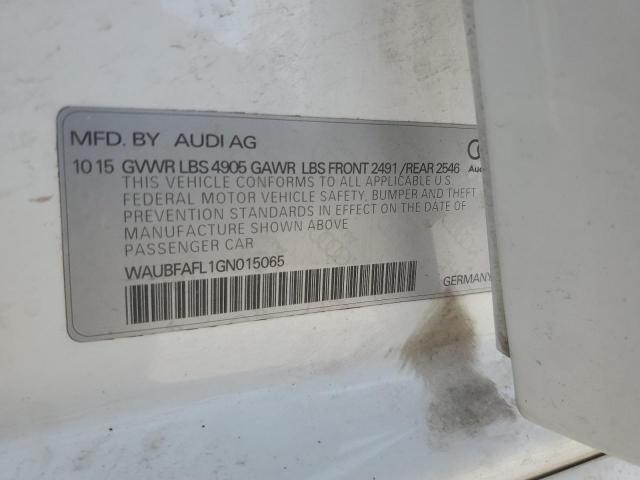 MFD. BY AUDI AG
10 15 GVWR LBS 4905 GAWR LBS FRONT 2491 /REAR 2546
THIS VEHICLE CONFORMS TO ALL APPLICABLE U.S.
FEDERAL MOTOR VEHICLE SAFETY, BUMPER AND THEFT
PREVENTION STANDARDS IN EFFECT ON THE DATE OF
MANUFACTURE SHOWN ABOVE
PASSENGER CAR
WAUBFAFL1GN015065
GERMANY